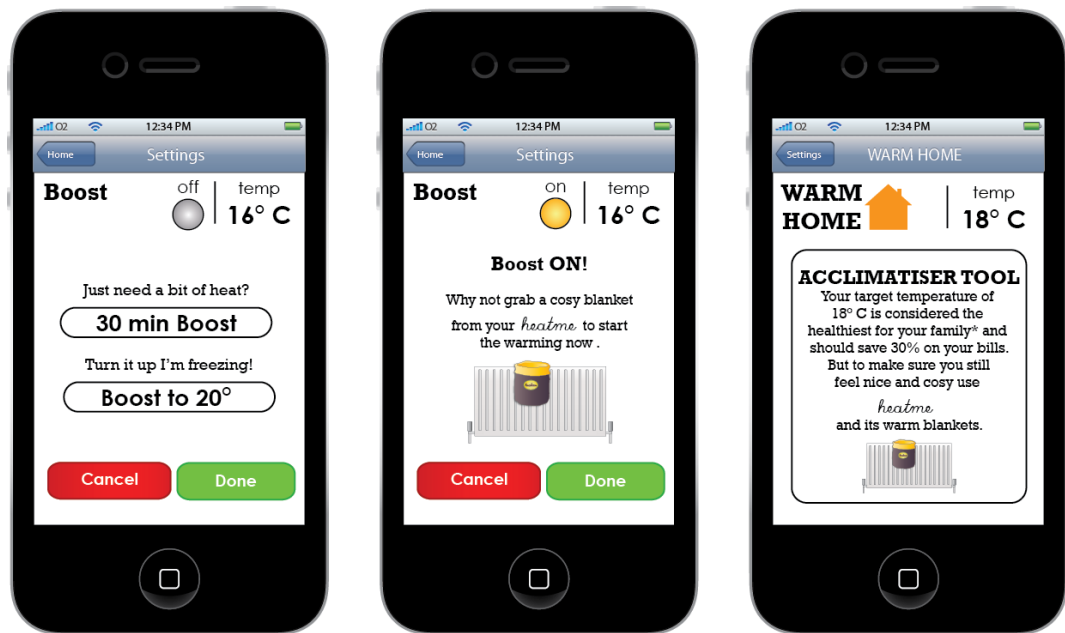 O2 12:34 PM
Home Settings
Boost off temp
16° C
Just need a bit of heat?
30 min Boost
Turn it up I'm freezing!
Boost to 20°
Cancel Done
O2 12:34 PM
Home Settings
Boost on temp
16° C
Boost ON!
Why not grab a cosy blanket
from your heatme to start
the warming now .
Cancel Done
O2 12:34 PM
Settings WARM HOME
WARM temp
HOME 18° C
ACCLIMATISER TOOL
Your target temperature of
18° C is considered the
healthiest for your family* and
should save 30% on your bills.
But to make sure you still
feel nice and cosy use
heatme
and its warm blankets.